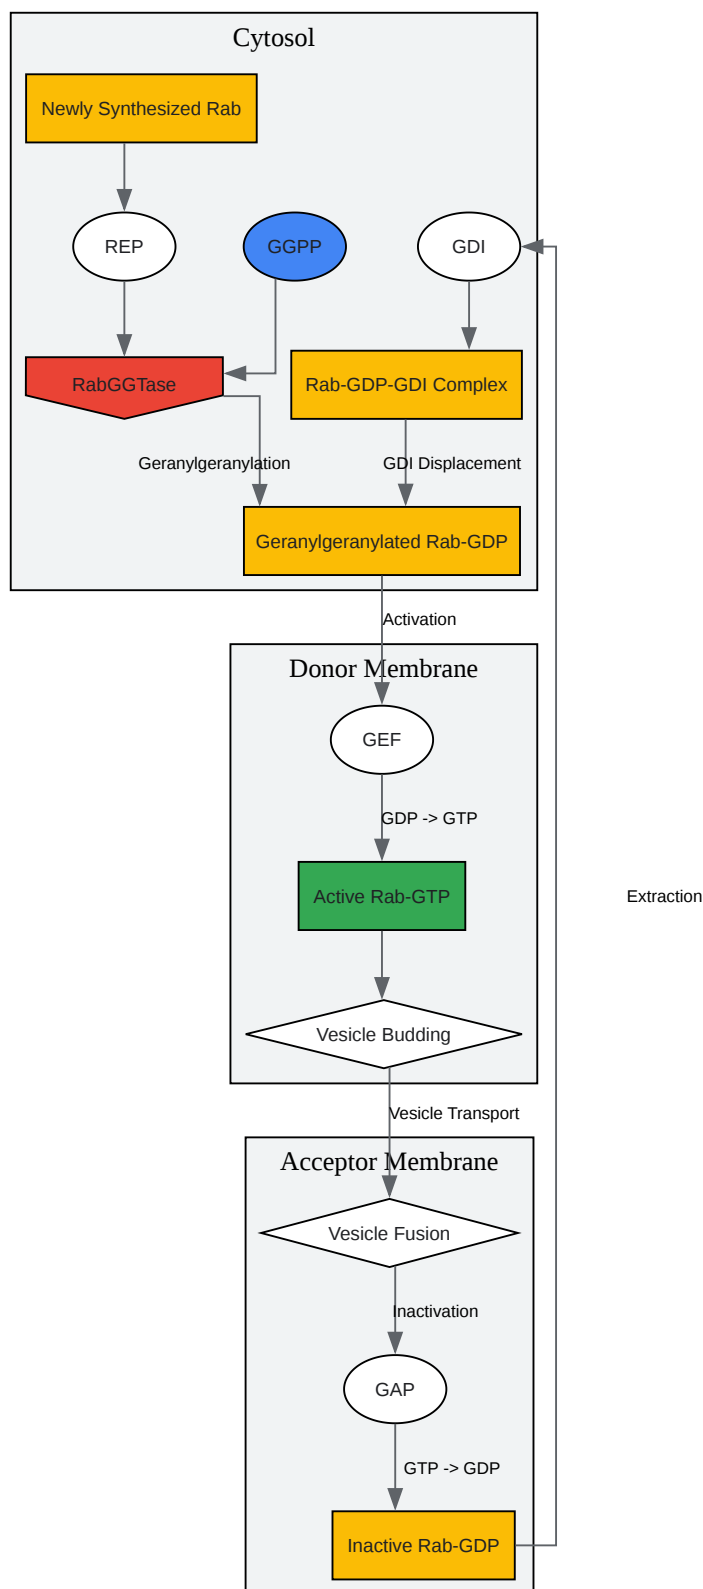 Cytosol
Newly Synthesized Rab
REP
GGPP
GDI
RabGGTase
Rab-GDP-GDI Complex
Geranylgeranylation
GDI Displacement
Geranylgeranylated Rab-GDP
Activation
Donor Membrane
GEF
GDP -> GTP
Active Rab-GTP
Extraction
Vesicle Budding
Vesicle Transport
Acceptor Membrane
Vesicle Fusion
Inactivation
GAP
GTP -> GDP
Inactive Rab-GDP